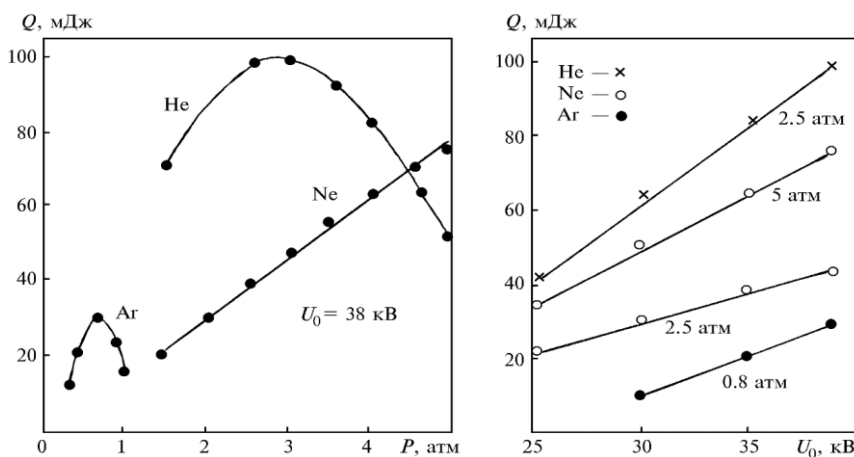 Q, мДж
100
80
60
40
20
0
1
2
3
4
P, атм
He
Ne
Ar
U₀ = 38 кВ
Q, мДж
100
80
60
40
20
25
30
35
U₀, кВ
He — ×
Ne — ○
Ar — ●
2.5 атм
5 атм
2.5 атм
0.8 атм